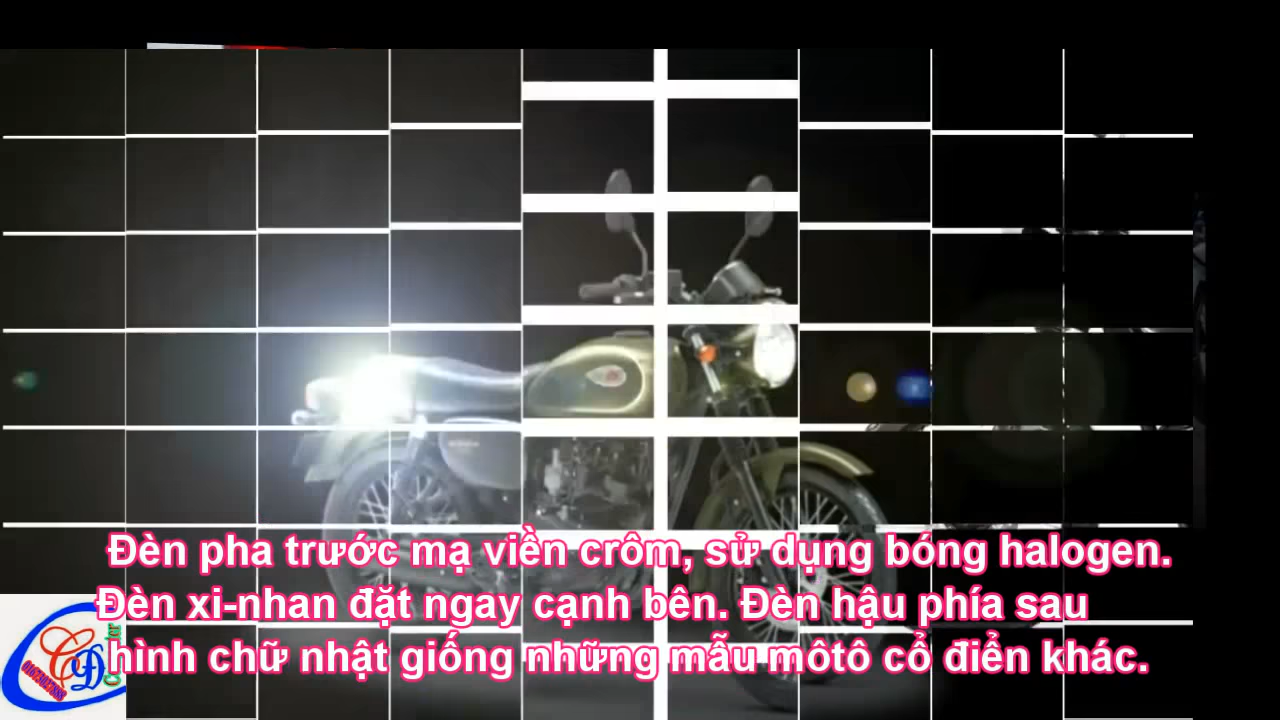 Đèn pha trước mạ viền crôm, sử dụng bóng halogen.
Đèn xi-nhan đặt ngay cạnh bên. Đèn hậu phía sau
hình chữ nhật giống những mẫu môtô cổ điển khác.